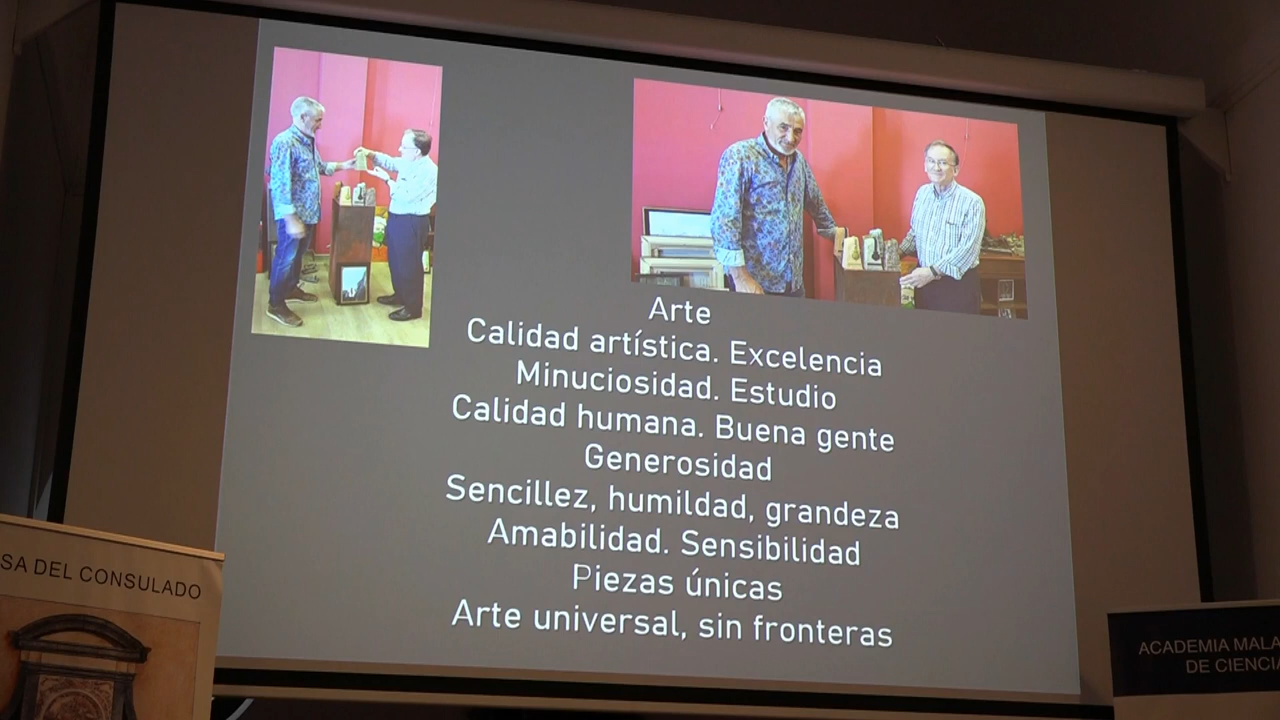 Arte
Calidad artística. Excelencia
Minuciosidad. Estudio
Calidad humana. Buena gente
Generosidad
Sencillez, humildad, grandeza
Amabilidad. Sensibilidad
Piezas únicas
Arte universal, sin fronteras
SA DEL CONSULADO
ACADEMIA MALA
DE CIENCIA